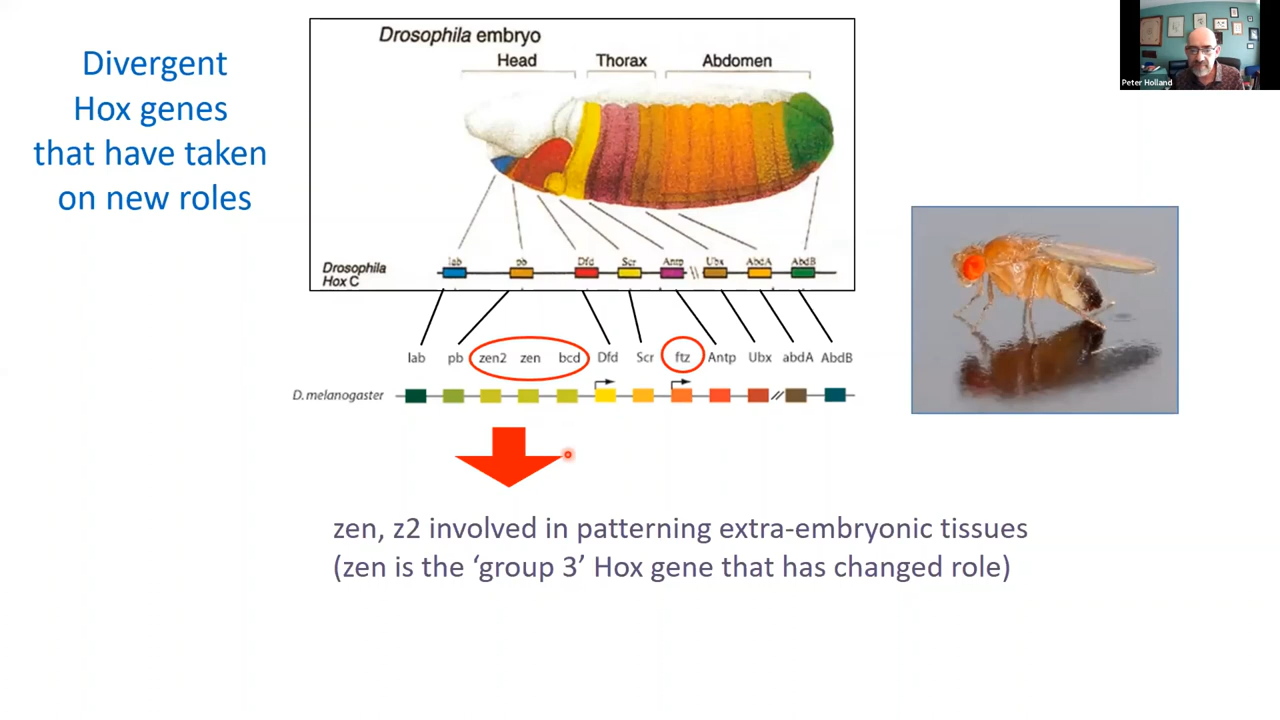 Divergent
Hox genes
that have taken
on new roles
Drosophila embryo
Head Thorax Abdomen
lab pb Dfd Scr Antp Ubx AbdA AbdB
Drosophila
Hox C
lab pb zen2 zen bcd Dfd Scr ftz Antp Ubx abdA AbdB
D. melanogaster
zen, z2 involved in patterning extra-embryonic tissues
(zen is the ‘group 3’ Hox gene that has changed role)
Peter Holland